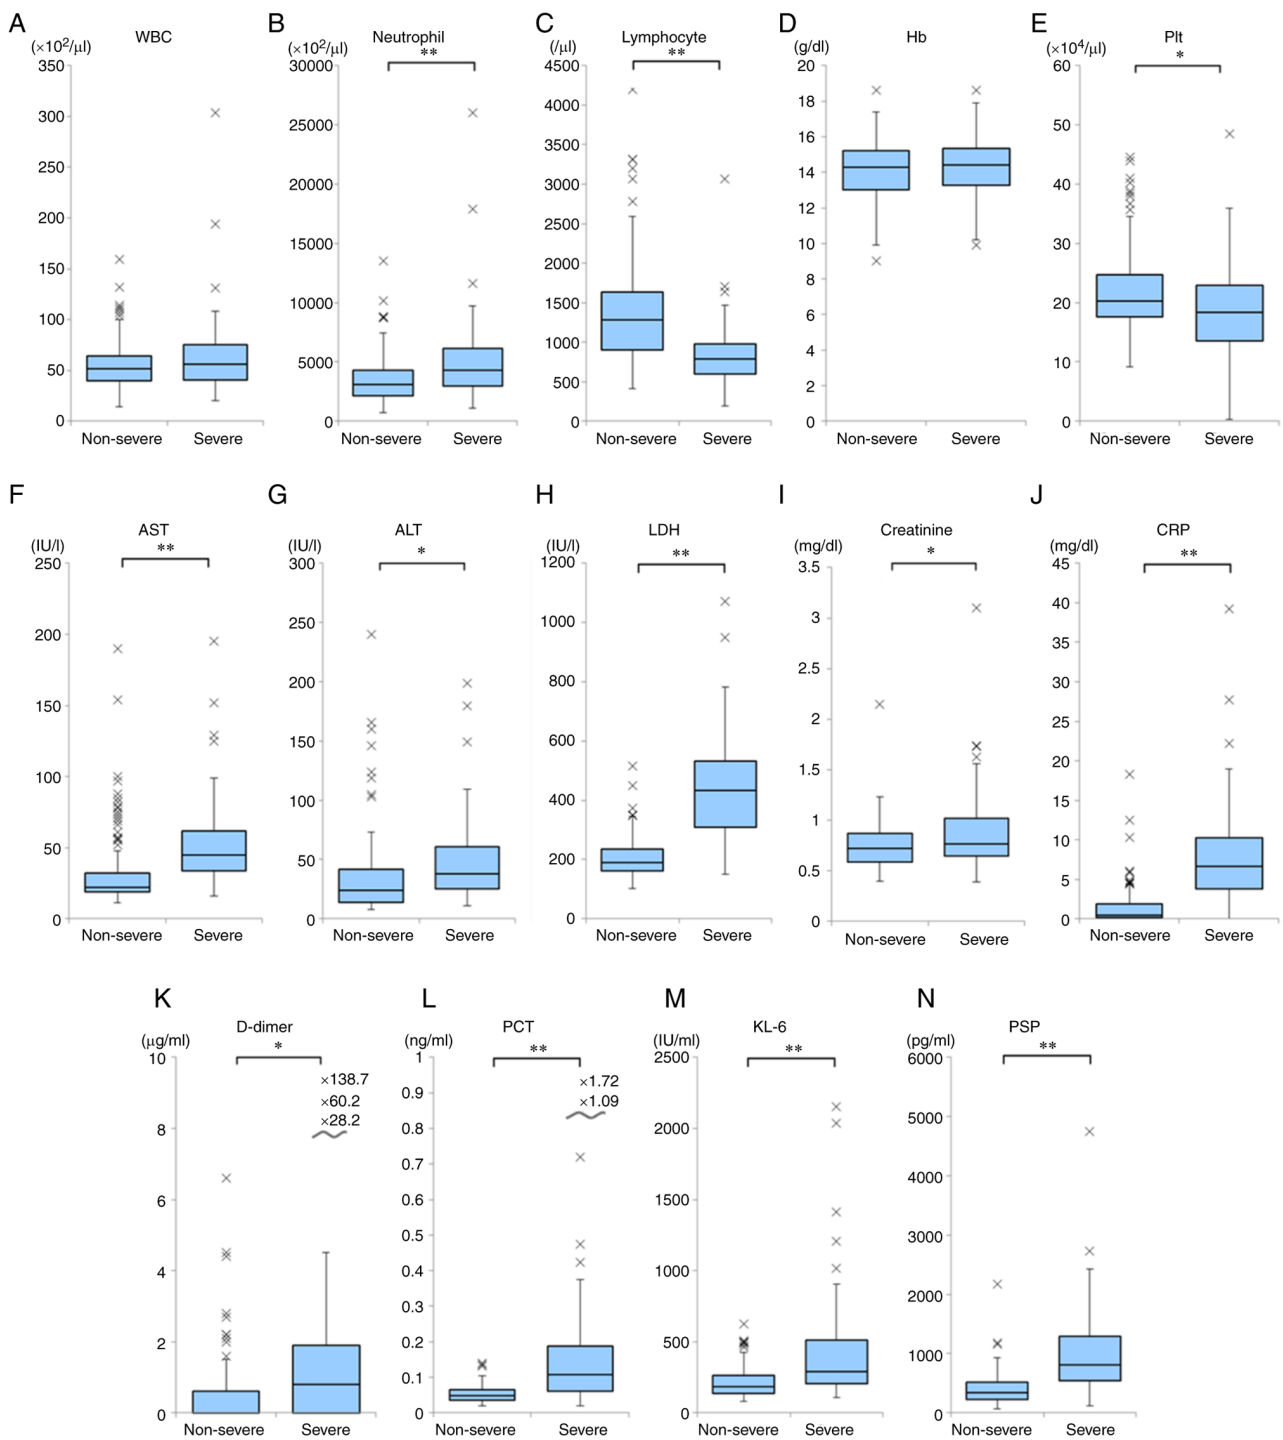 A
WBC
(×10²/μl)
**
350
300
250
200
150
100
50
0
Non-severe
Severe
B
Neutrophil
(×10²/μl)
**
30000
25000
20000
15000
10000
5000
0
Non-severe
Severe
C
Lymphocyte
(/μl)
**
4500
4000
3500
3000
2500
2000
1500
1000
500
0
Non-severe
Severe
D
Hb
(g/dl)
20
18
16
14
12
10
8
6
4
2
0
Non-severe
Severe
E
Plt
(×10⁴/μl)
*
60
50
40
30
20
10
0
Non-severe
Severe
F
AST
(IU/l)
**
250
200
150
100
50
0
Non-severe
Severe
G
ALT
(IU/l)
*
300
250
200
150
100
50
0
Non-severe
Severe
H
LDH
(IU/l)
**
1200
1000
800
600
400
200
0
Non-severe
Severe
I
Creatinine
(mg/dl)
*
3.5
3
2.5
2
1.5
1
0.5
0
Non-severe
Severe
J
CRP
(mg/dl)
**
45
40
35
30
25
20
15
10
5
0
Non-severe
Severe
K
D-dimer
(μg/ml)
*
10
8
6
4
2
0
×138.7
×60.2
×28.2
Non-severe
Severe
L
PCT
(ng/ml)
**
1
0.9
0.8
0.7
0.6
0.5
0.4
0.3
0.2
0.1
0
×1.72
×1.09
Non-severe
Severe
M
KL-6
(IU/ml)
**
2500
2000
1500
1000
500
0
Non-severe
Severe
N
PSP
(pg/ml)
**
6000
5000
4000
3000
2000
1000
0
Non-severe
Severe